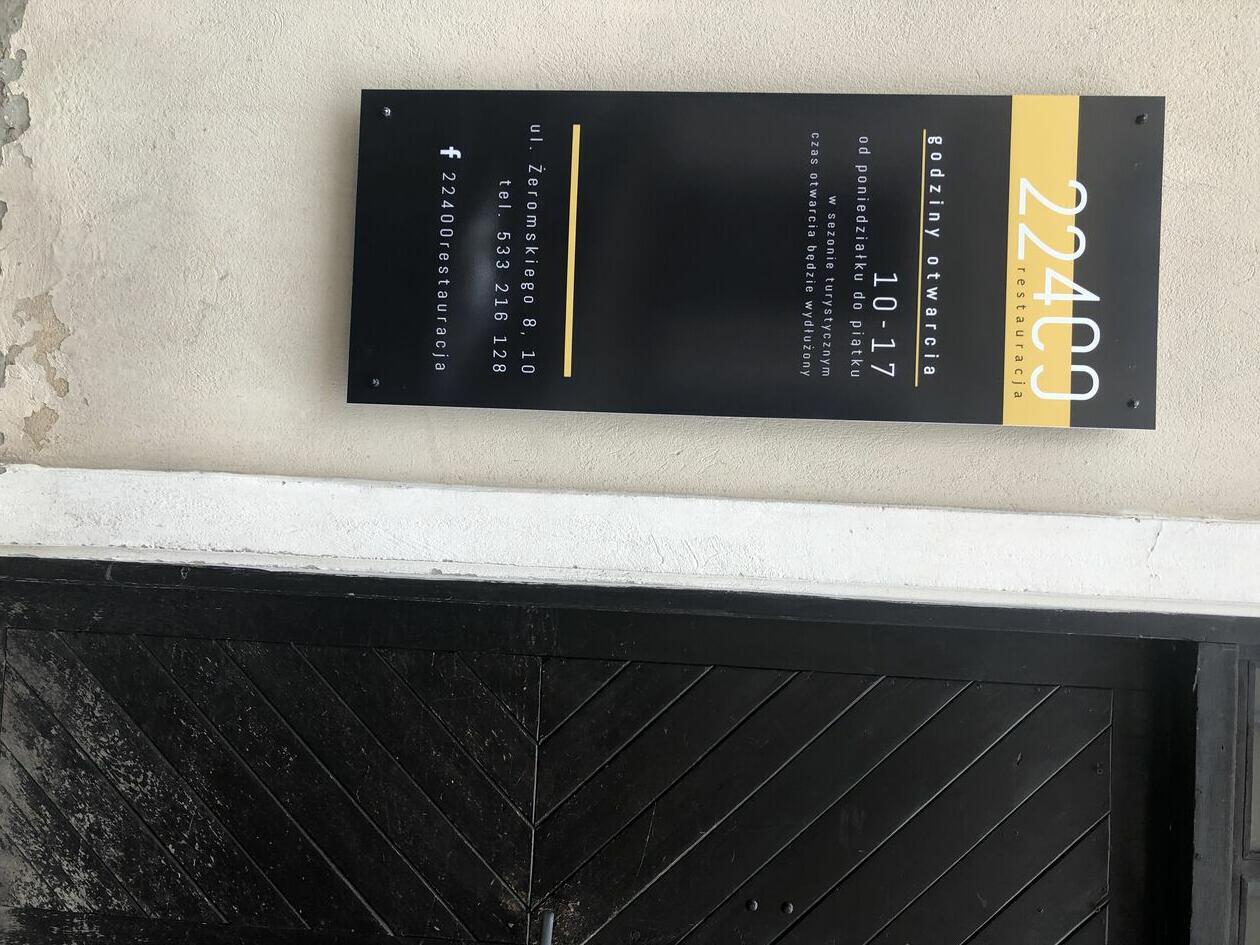 22400
restauracja
godziny otwarcia
10-17
od poniedziałku do piątku
w sezonie turystycznym
czas otwarcia będzie wydłużony
ul. Żeromskiego 8, 10
tel. 533 216 128
f 22400restauracja